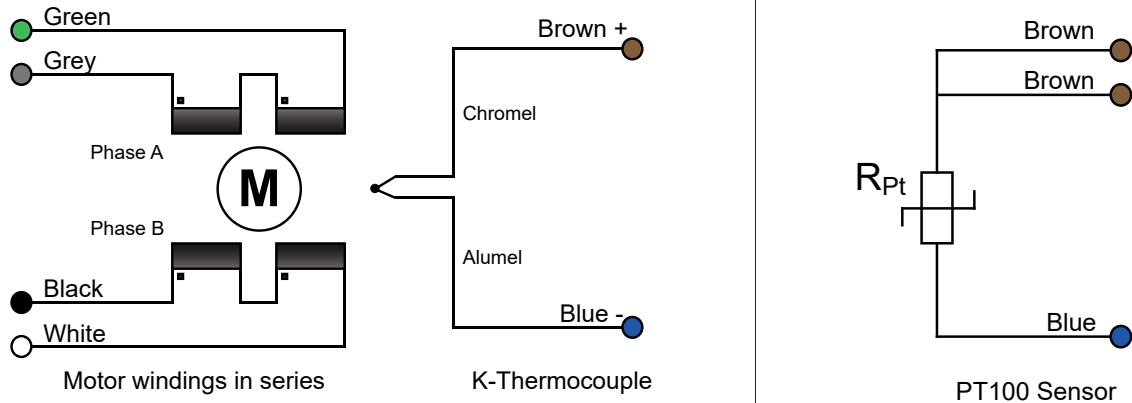 Green
Grey
Phase A
M
Phase B
Black
White
Motor windings in series
Brown +
Chromel
Alumel
Blue -
K-Thermocouple
Brown
Brown
RPt
Blue
PT100 Sensor